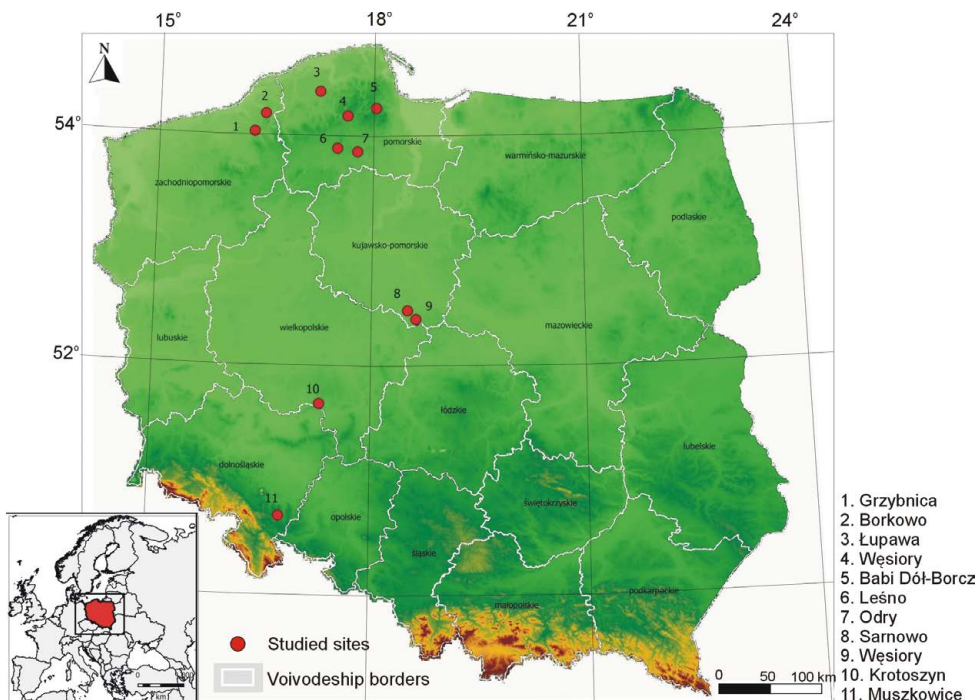 15° 18° 21° 24°
N
3
2 4 5
54°
1 6 7
pomorskie
warmińsko-mazurskie
zachodniopomorskie
podlaskie
kujawsko-pomorskie
8 9
wielkopolskie
mazowieckie
lubuskie
52°
10
łódzkie
lubelskie
dolnośląskie
11
opolskie
świętokrzyskie
śląskie
podkarpackie
małopolskie
Studied sites
Voivodeship borders
0 50 100 km
1. Grzybnica
2. Borkowo
3. Łupawa
4. Węsiory
5. Babi Dół-Borcz
6. Leśno
7. Odry
8. Sarnowo
9. Węsiory
10. Krotoszyn
11. Muszkowice